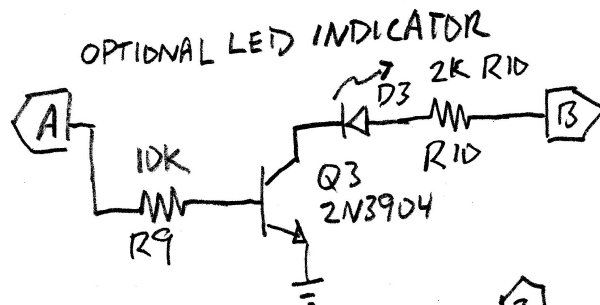 OPTIONAL LED INDICATOR
A
10K
R9
Q3
2N3904
D3
2K R10
R10
B